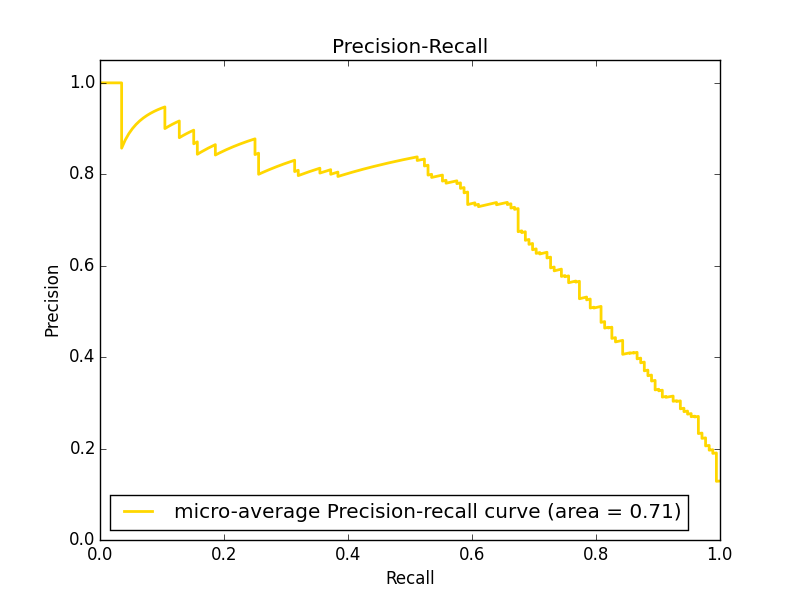 Precision-Recall
1.0
0.8
0.6
0.4
0.2
0.0
Precision
micro-average Precision-recall curve (area = 0.71)
0.0 0.2 0.4 0.6 0.8 1.0
Recall